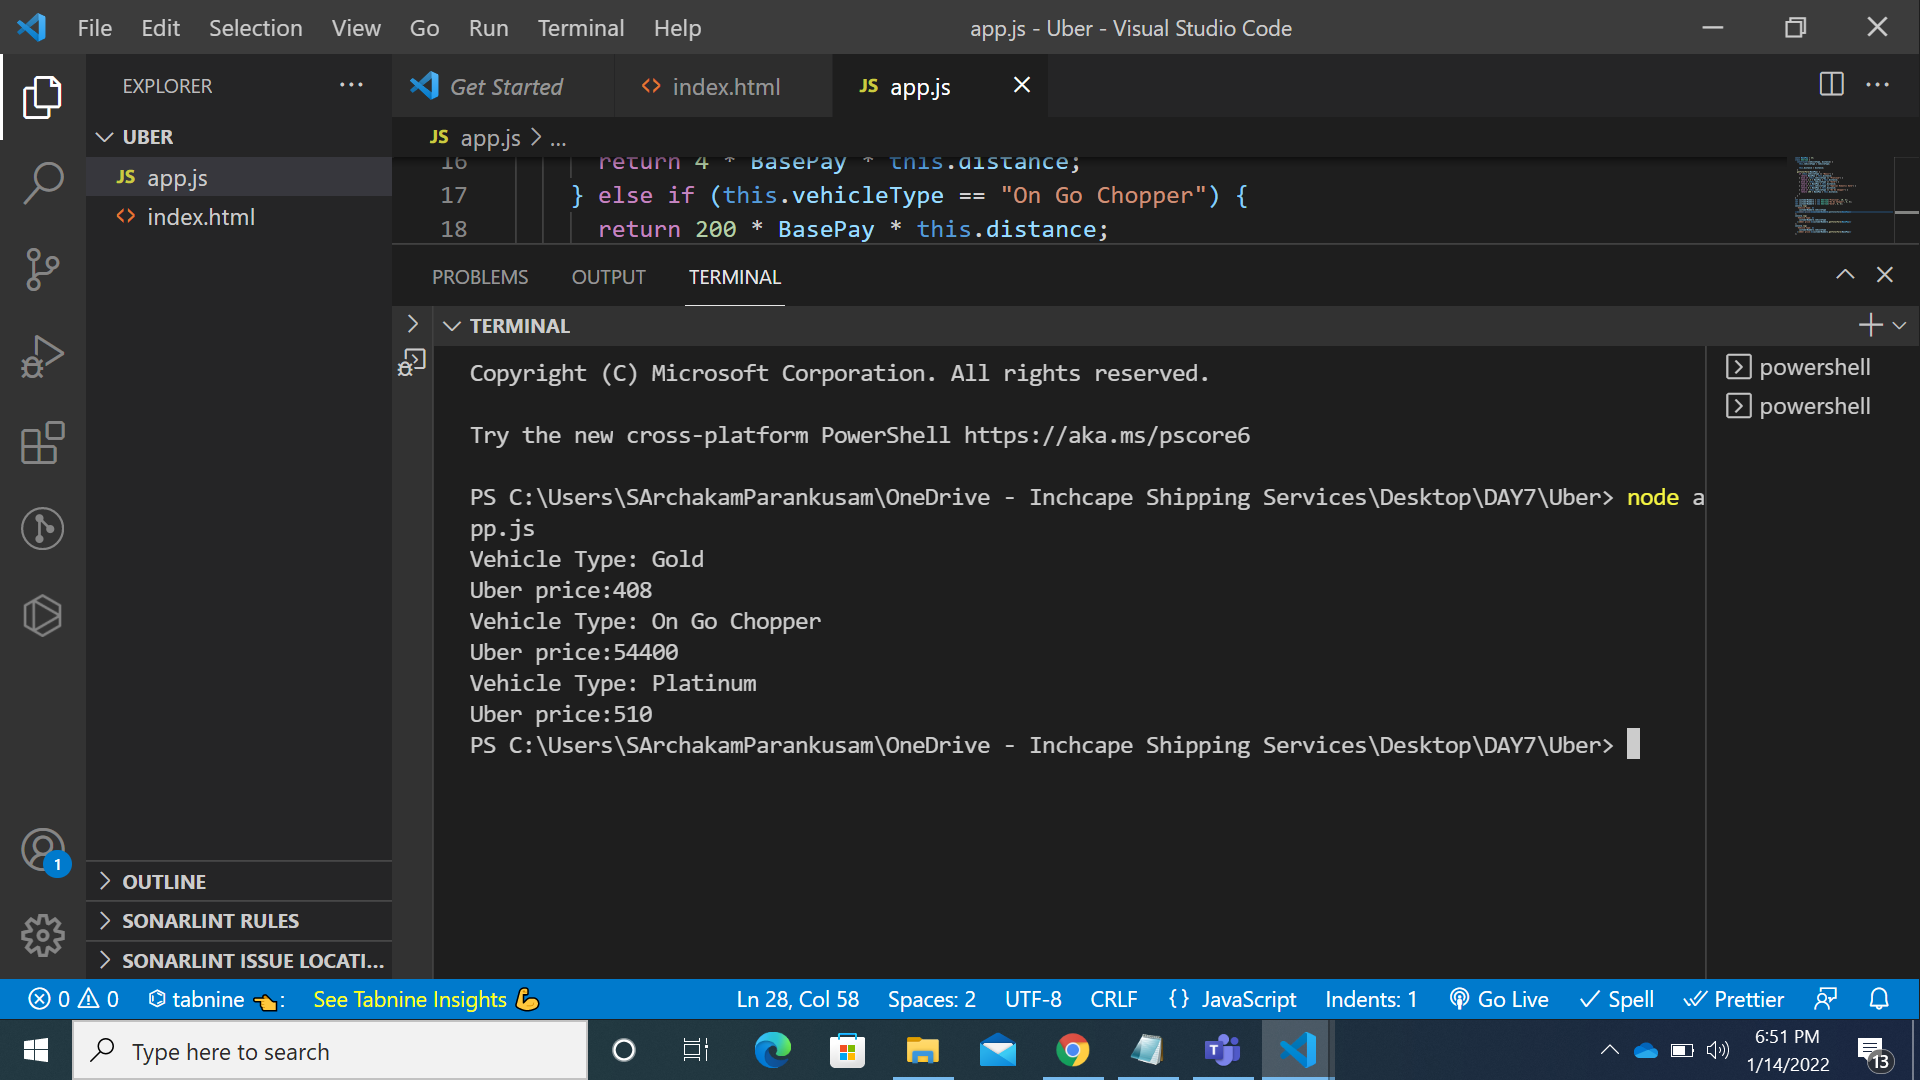 File Edit Selection View Go Run Terminal Help
app.js - Uber - Visual Studio Code
EXPLORER
Get Started
index.html
JS app.js
UBER
JS app.js
index.html
JS app.js > ...
16 return 4 * BasePay * this.distance;
17 } else if (this.vehicleType == "On Go Chopper") {
18 return 200 * BasePay * this.distance;
PROBLEMS OUTPUT TERMINAL
TERMINAL
powershell
powershell
Copyright (C) Microsoft Corporation. All rights reserved.
Try the new cross-platform PowerShell https://aka.ms/pscore6
PS C:\Users\SArchakamParankusam\OneDrive - Inchcape Shipping Services\Desktop\DAY7\Uber> node a
pp.js
Vehicle Type: Gold
Uber price:408
Vehicle Type: On Go Chopper
Uber price:54400
Vehicle Type: Platinum
Uber price:510
PS C:\Users\SArchakamParankusam\OneDrive - Inchcape Shipping Services\Desktop\DAY7\Uber>
1
OUTLINE
SONARLINT RULES
SONARLINT ISSUE LOCATI...
0 0 tabnine : See Tabnine Insights Ln 28, Col 58 Spaces: 2 UTF-8 CRLF {} JavaScript Indents: 1 Go Live Spell Prettier
Type here to search
6:51 PM
1/14/2022
13